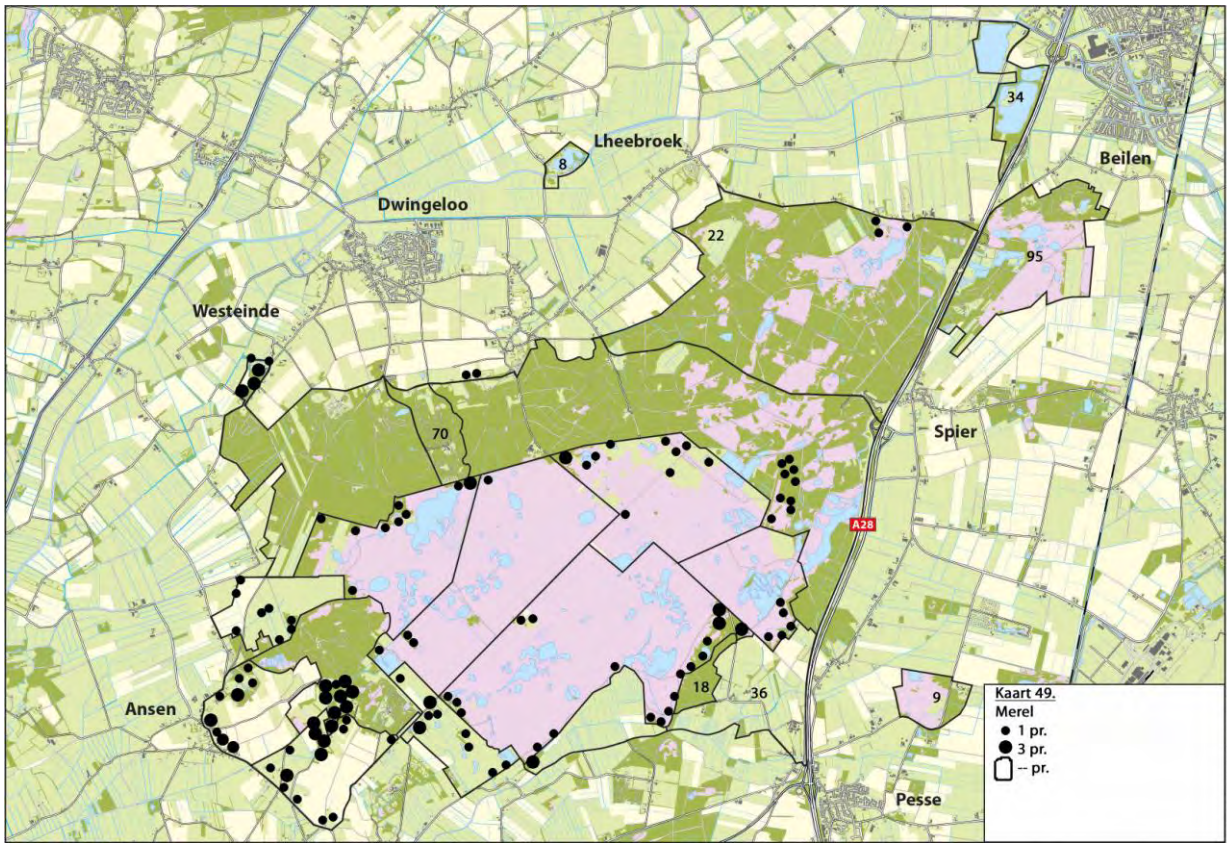 34
Lheebroek
8
Beilen
Dwingeloo
22
95
Westeinde
70
Spier
A28
18
36
9
Ansen
Pesse
Kaart 49.
Merel
1 pr.
3 pr.
-- pr.